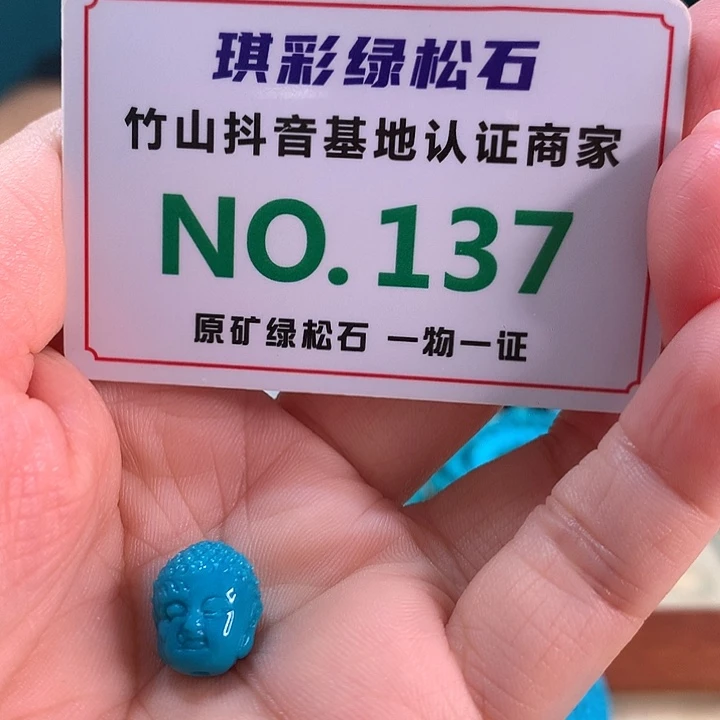 琪彩绿松石
竹山抖音基地认证商家
NO.137
原矿绿松石 一物一证